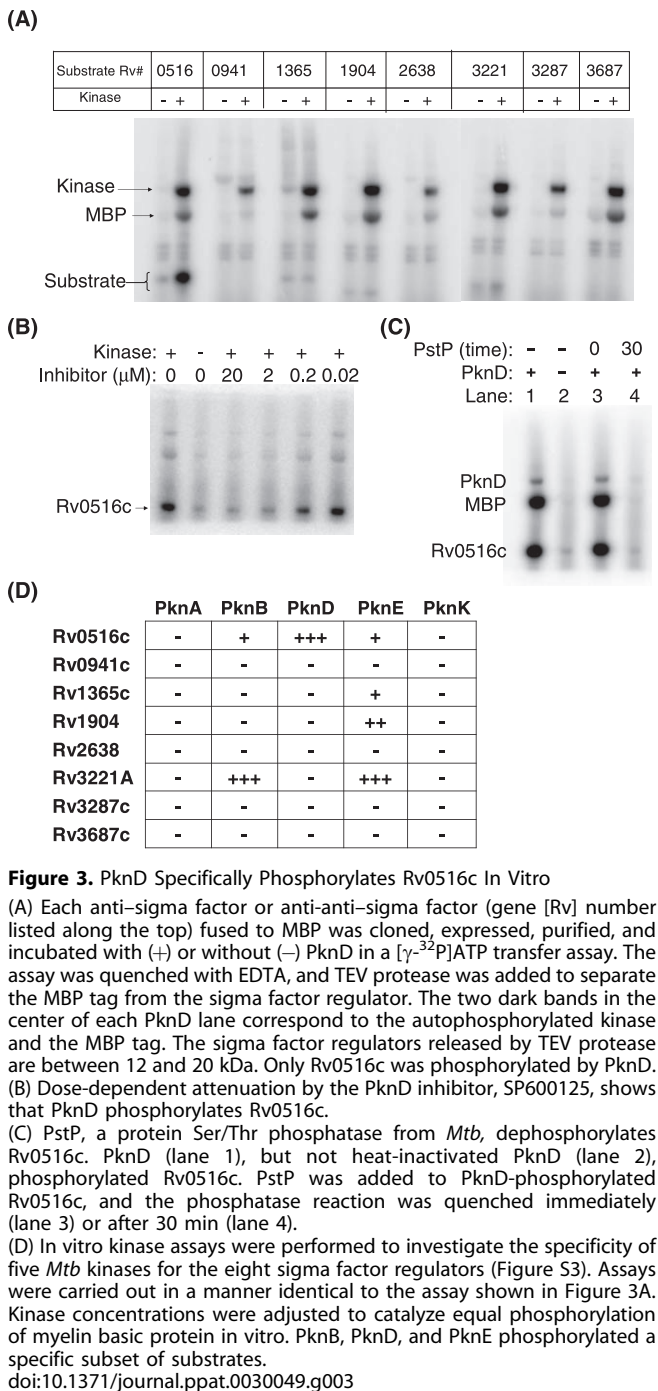 (A)
Substrate Rv# 0516 0941 1365 1904 2638 3221 3287 3687
Kinase - + - + - + - + - + - + - + - +
Kinase
MBP
Substrate
(B)
Kinase: + - + + + +
Inhibitor (μM): 0 0 20 2 0.2 0.02
Rv0516c
(C)
PstP (time): - - 0 30
PknD: + - + +
Lane: 1 2 3 4
PknD
MBP
Rv0516c
(D)
PknA PknB PknD PknE PknK
Rv0516c - + +++ + -
Rv0941c - - - - -
Rv1365c - - - + -
Rv1904 - - - ++ -
Rv2638 - - - - -
Rv3221A - +++ - +++ -
Rv3287c - - - - -
Rv3687c - - - - -
Figure 3. PknD Specifically Phosphorylates Rv0516c In Vitro
(A) Each anti–sigma factor or anti-anti–sigma factor (gene [Rv] number
listed along the top) fused to MBP was cloned, expressed, purified, and
incubated with (+) or without (−) PknD in a [γ-³²P]ATP transfer assay. The
assay was quenched with EDTA, and TEV protease was added to separate
the MBP tag from the sigma factor regulator. The two dark bands in the
center of each PknD lane correspond to the autophosphorylated kinase
and the MBP tag. The sigma factor regulators released by TEV protease
are between 12 and 20 kDa. Only Rv0516c was phosphorylated by PknD.
(B) Dose-dependent attenuation by the PknD inhibitor, SP600125, shows
that PknD phosphorylates Rv0516c.
(C) PstP, a protein Ser/Thr phosphatase from Mtb, dephosphorylates
Rv0516c. PknD (lane 1), but not heat-inactivated PknD (lane 2),
phosphorylated Rv0516c. PstP was added to PknD-phosphorylated
Rv0516c, and the phosphatase reaction was quenched immediately
(lane 3) or after 30 min (lane 4).
(D) In vitro kinase assays were performed to investigate the specificity of
five Mtb kinases for the eight sigma factor regulators (Figure S3). Assays
were carried out in a manner identical to the assay shown in Figure 3A.
Kinase concentrations were adjusted to catalyze equal phosphorylation
of myelin basic protein in vitro. PknB, PknD, and PknE phosphorylated a
specific subset of substrates.
doi:10.1371/journal.ppat.0030049.g003